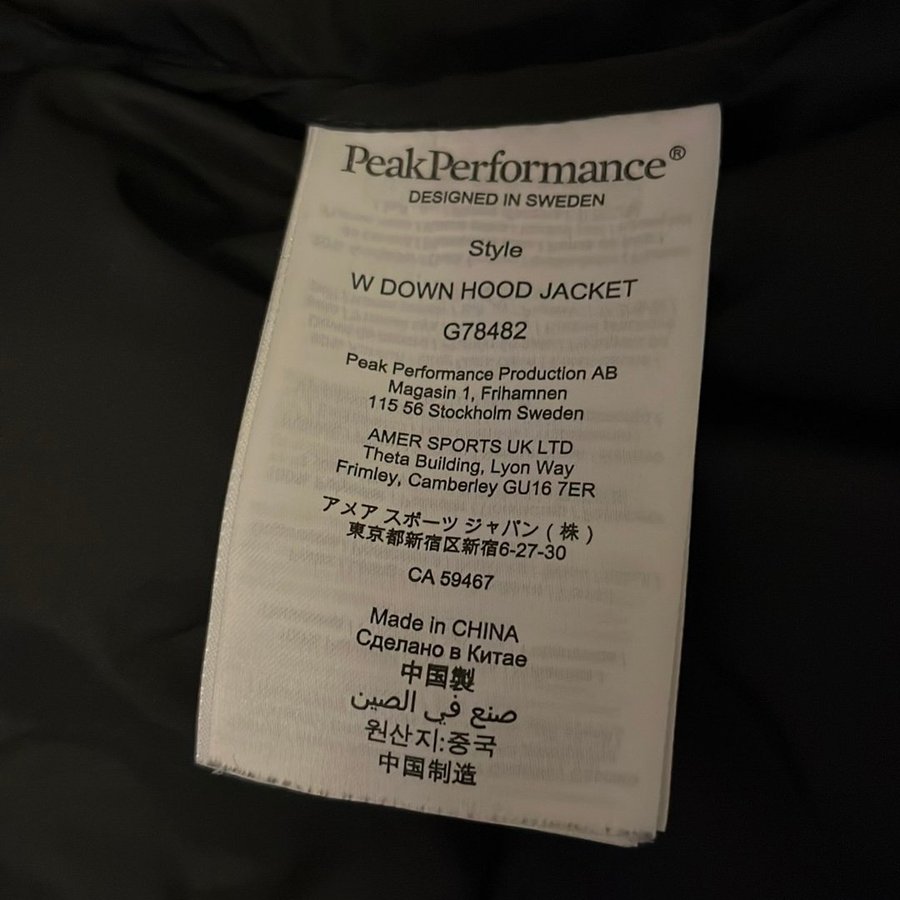 PeakPerformance®
DESIGNED IN SWEDEN
Style
W DOWN HOOD JACKET
G78482
Peak Performance Production AB
Magasin 1, Frihamnen
115 56 Stockholm Sweden
AMER SPORTS UK LTD
Theta Building, Lyon Way
Frimley, Camberley GU16 7ER
アメア スポーツ ジャパン ( 株 )
東京都新宿区新宿6-27-30
CA 59467
Made in CHINA
Сделано в Китае
中国製
صنع في الصين
원산지:중국
中国制造